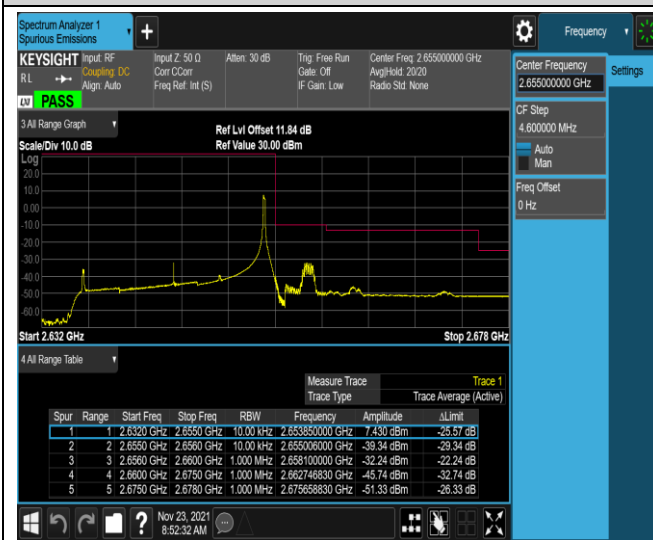 Spectrum Analyzer 1
Spurious Emissions
Frequency
KEYSIGHT Input: RF Input Z: 50 Ω Atten: 30 dB Trig: Free Run Center Freq: 2.655000000 GHz
RL Coupling: DC Corr CCorr Gate: Off Avg|Hold: 20/20
Align: Auto Freq Ref: Int (S) IF Gain: Low Radio Std: None
LXI PASS
Center Frequency
2.655000000 GHz
Settings
CF Step
4.600000 MHz
Auto
Man
Freq Offset
0 Hz
3 All Range Graph
Ref Lvl Offset 11.84 dB
Scale/Div 10.0 dB Ref Value 30.00 dBm
Log
20.0
10.0
0.00
-10.0
-20.0
-30.0
-40.0
-50.0
-60.0
Start 2.632 GHz Stop 2.678 GHz
4 All Range Table
Measure Trace Trace 1
Trace Type Trace Average (Active)
Spur Range Start Freq Stop Freq RBW Frequency Amplitude ΔLimit
1 1 2.6320 GHz 2.6550 GHz 10.00 kHz 2.653850000 GHz 7.430 dBm -25.57 dB
2 2 2.6550 GHz 2.6560 GHz 10.00 kHz 2.655006000 GHz -39.34 dBm -29.34 dB
3 3 2.6560 GHz 2.6600 GHz 1.000 MHz 2.658100000 GHz -32.24 dBm -22.24 dB
4 4 2.6600 GHz 2.6750 GHz 1.000 MHz 2.662746830 GHz -45.74 dBm -32.74 dB
5 5 2.6750 GHz 2.6780 GHz 1.000 MHz 2.675658830 GHz -51.33 dBm -26.33 dB
Nov 23, 2021
8:52:32 AM